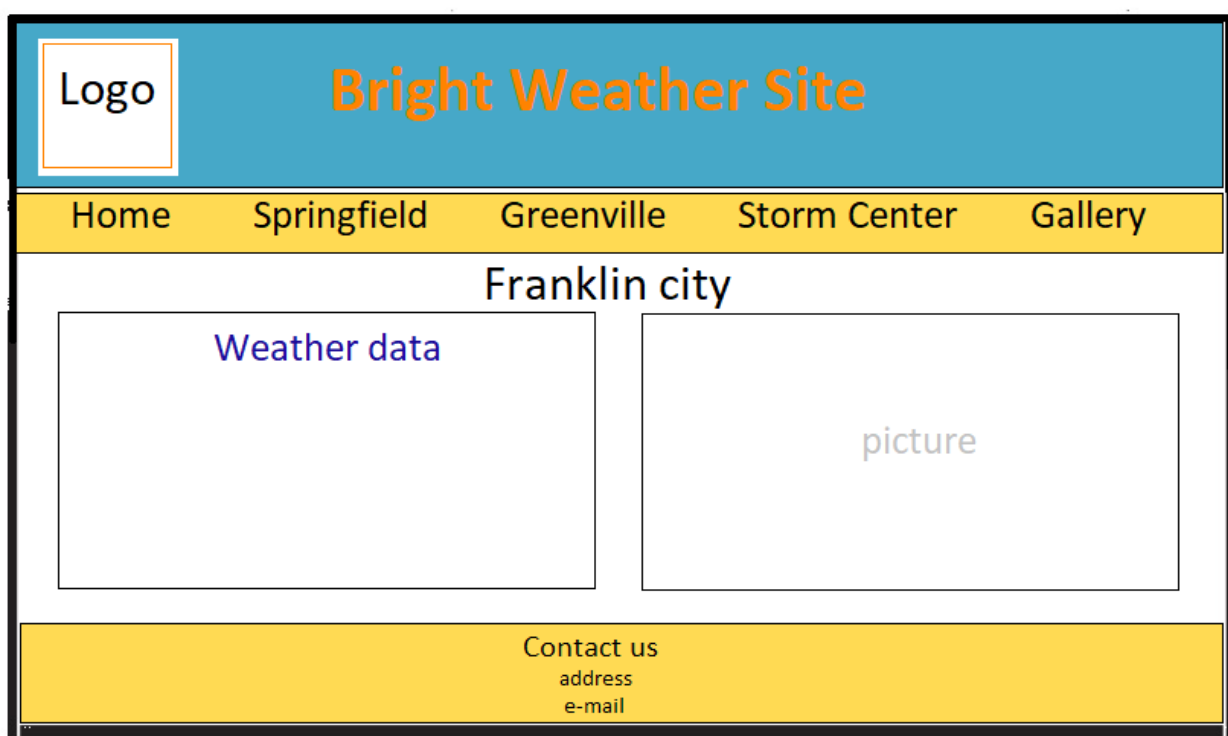 Logo
Bright Weather Site
Home Springfield Greenville Storm Center Gallery
Franklin city
Weather data
picture
Contact us
address
e-mail